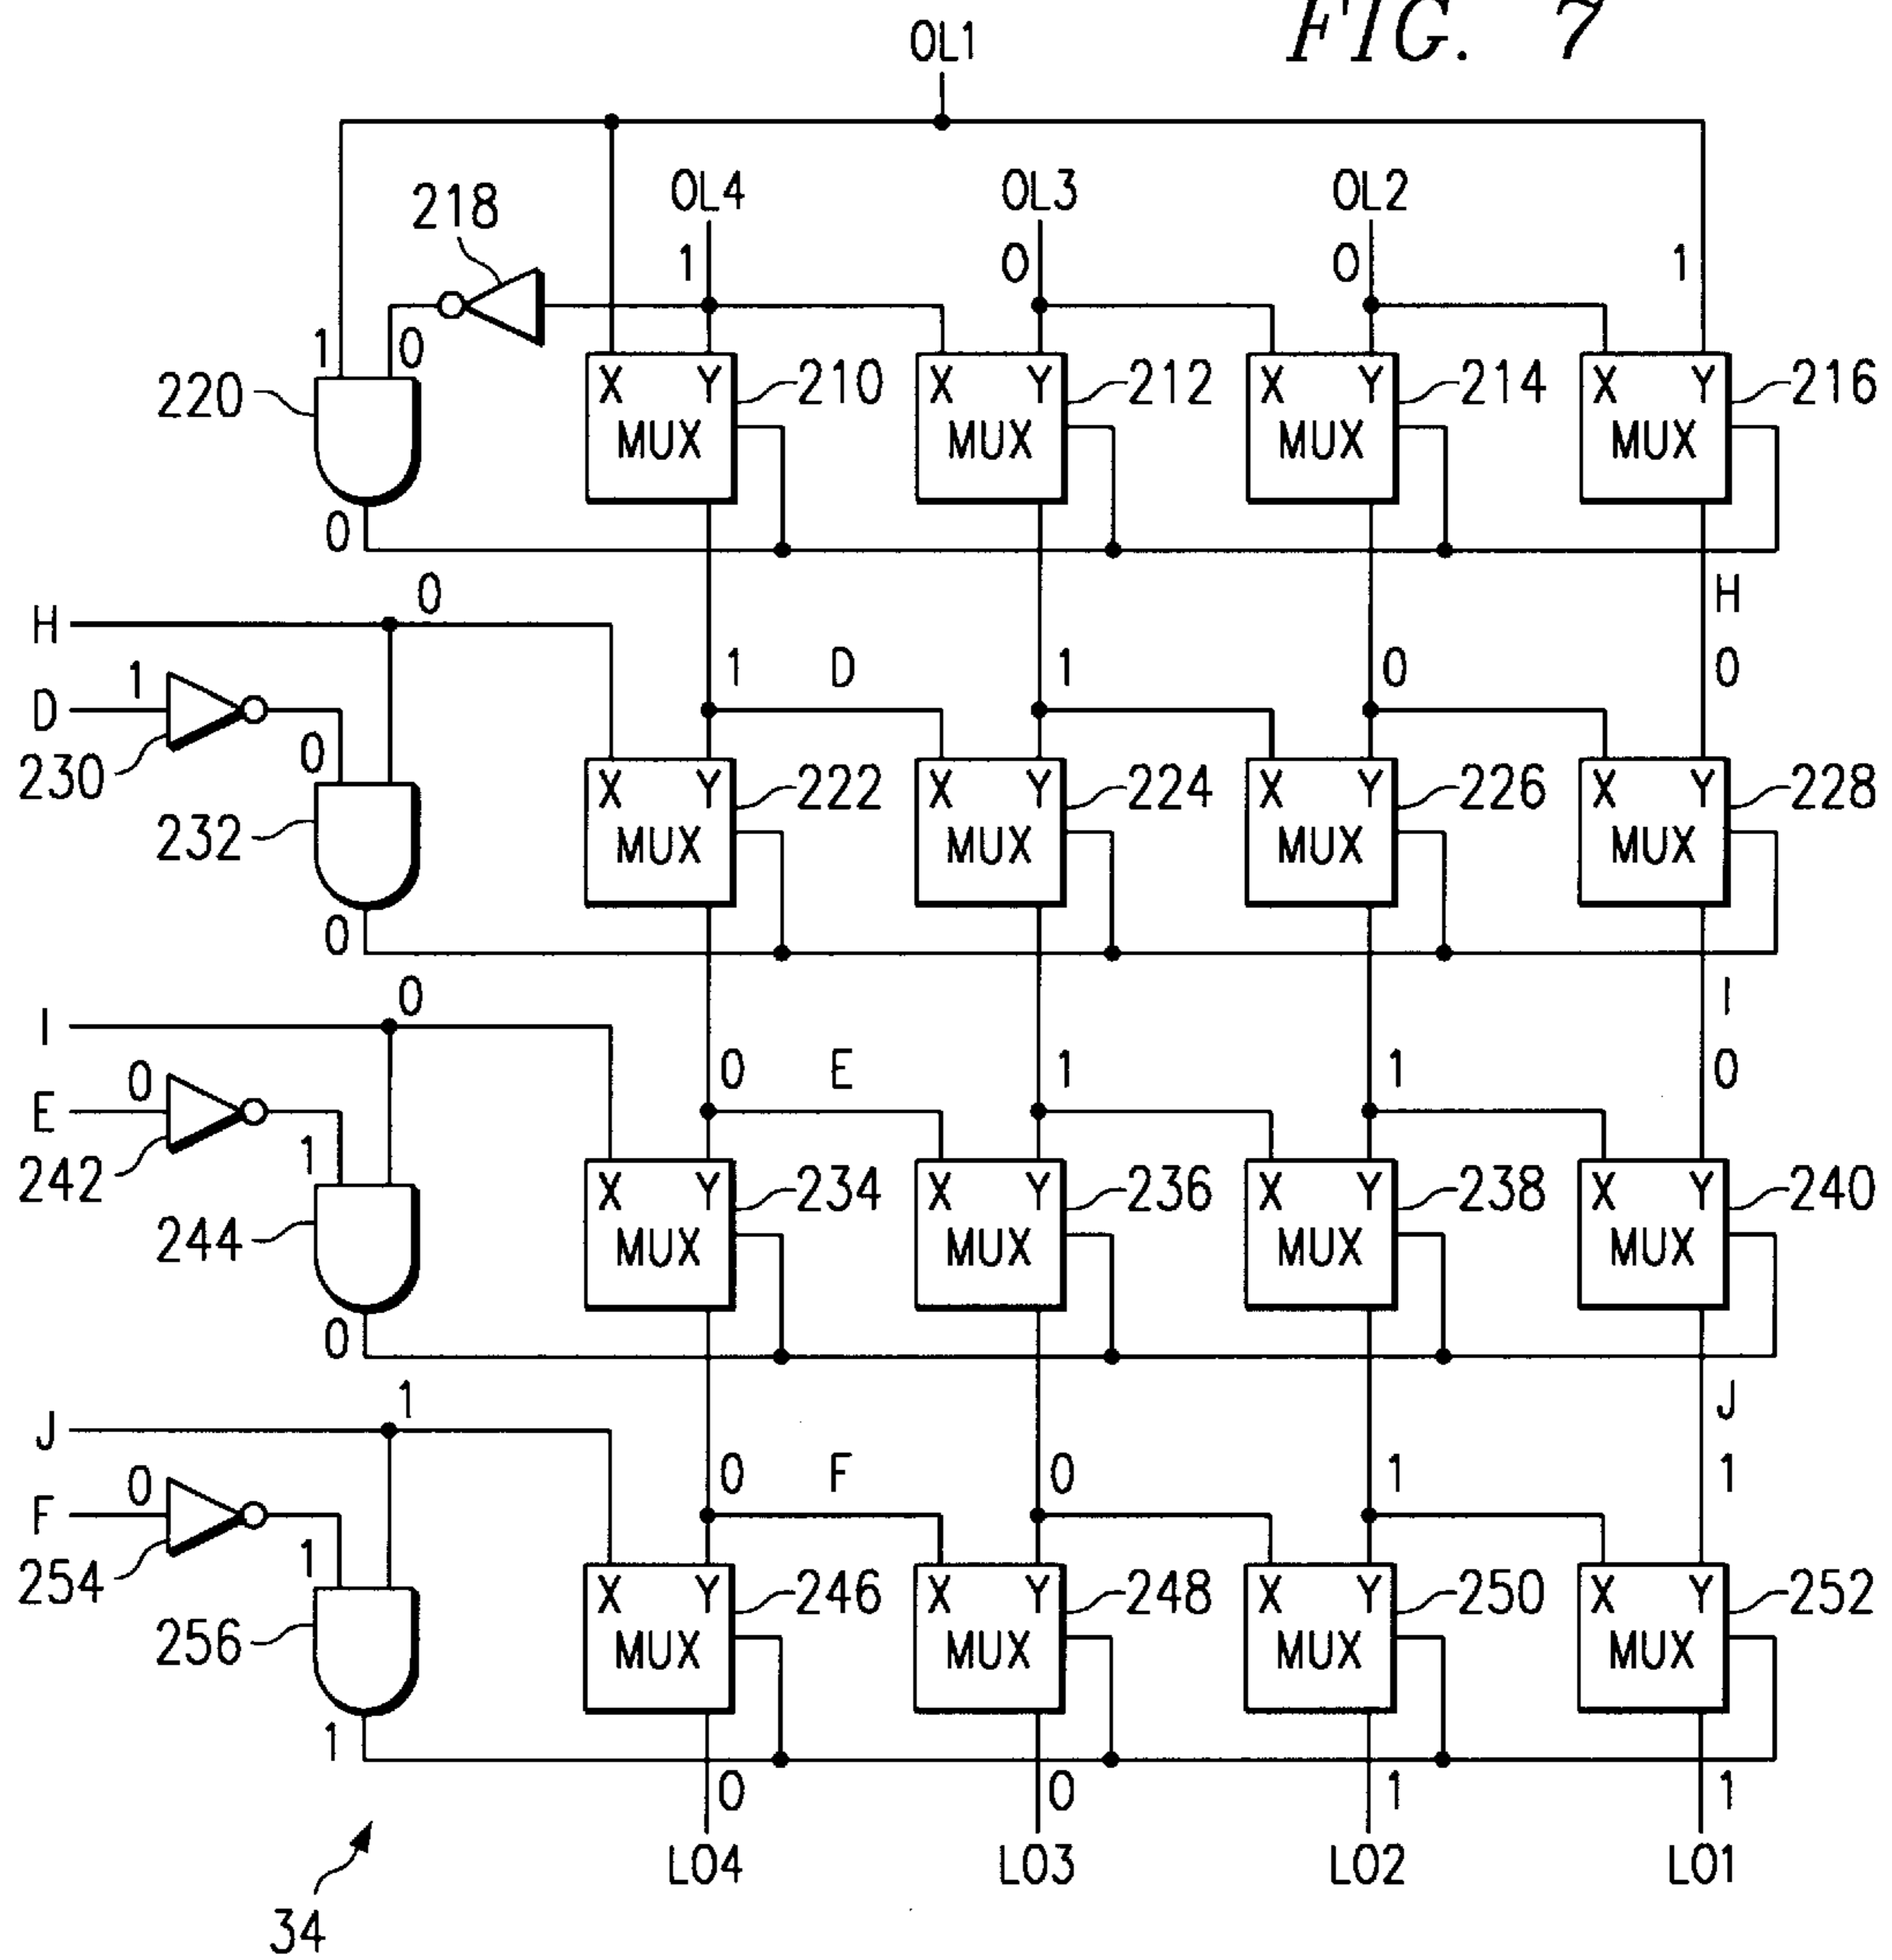 FIG. 7
OL1
218
OL4
OL3
OL2
1
0
0
1
1
0
220
X Y
MUX
210
X Y
MUX
212
X Y
MUX
214
X Y
MUX
216
0
H
0
H
D
1
1
D
1
0
0
230
0
232
X Y
MUX
222
X Y
MUX
224
X Y
MUX
226
X Y
MUX
228
0
I
0
I
E
0
0
E
1
1
0
242
1
244
X Y
MUX
234
X Y
MUX
236
X Y
MUX
238
X Y
MUX
240
0
J
1
J
F
0
0
F
0
1
1
254
1
256
X Y
MUX
246
X Y
MUX
248
X Y
MUX
250
X Y
MUX
252
1
0
0
1
1
LO4
LO3
LO2
LO1
34